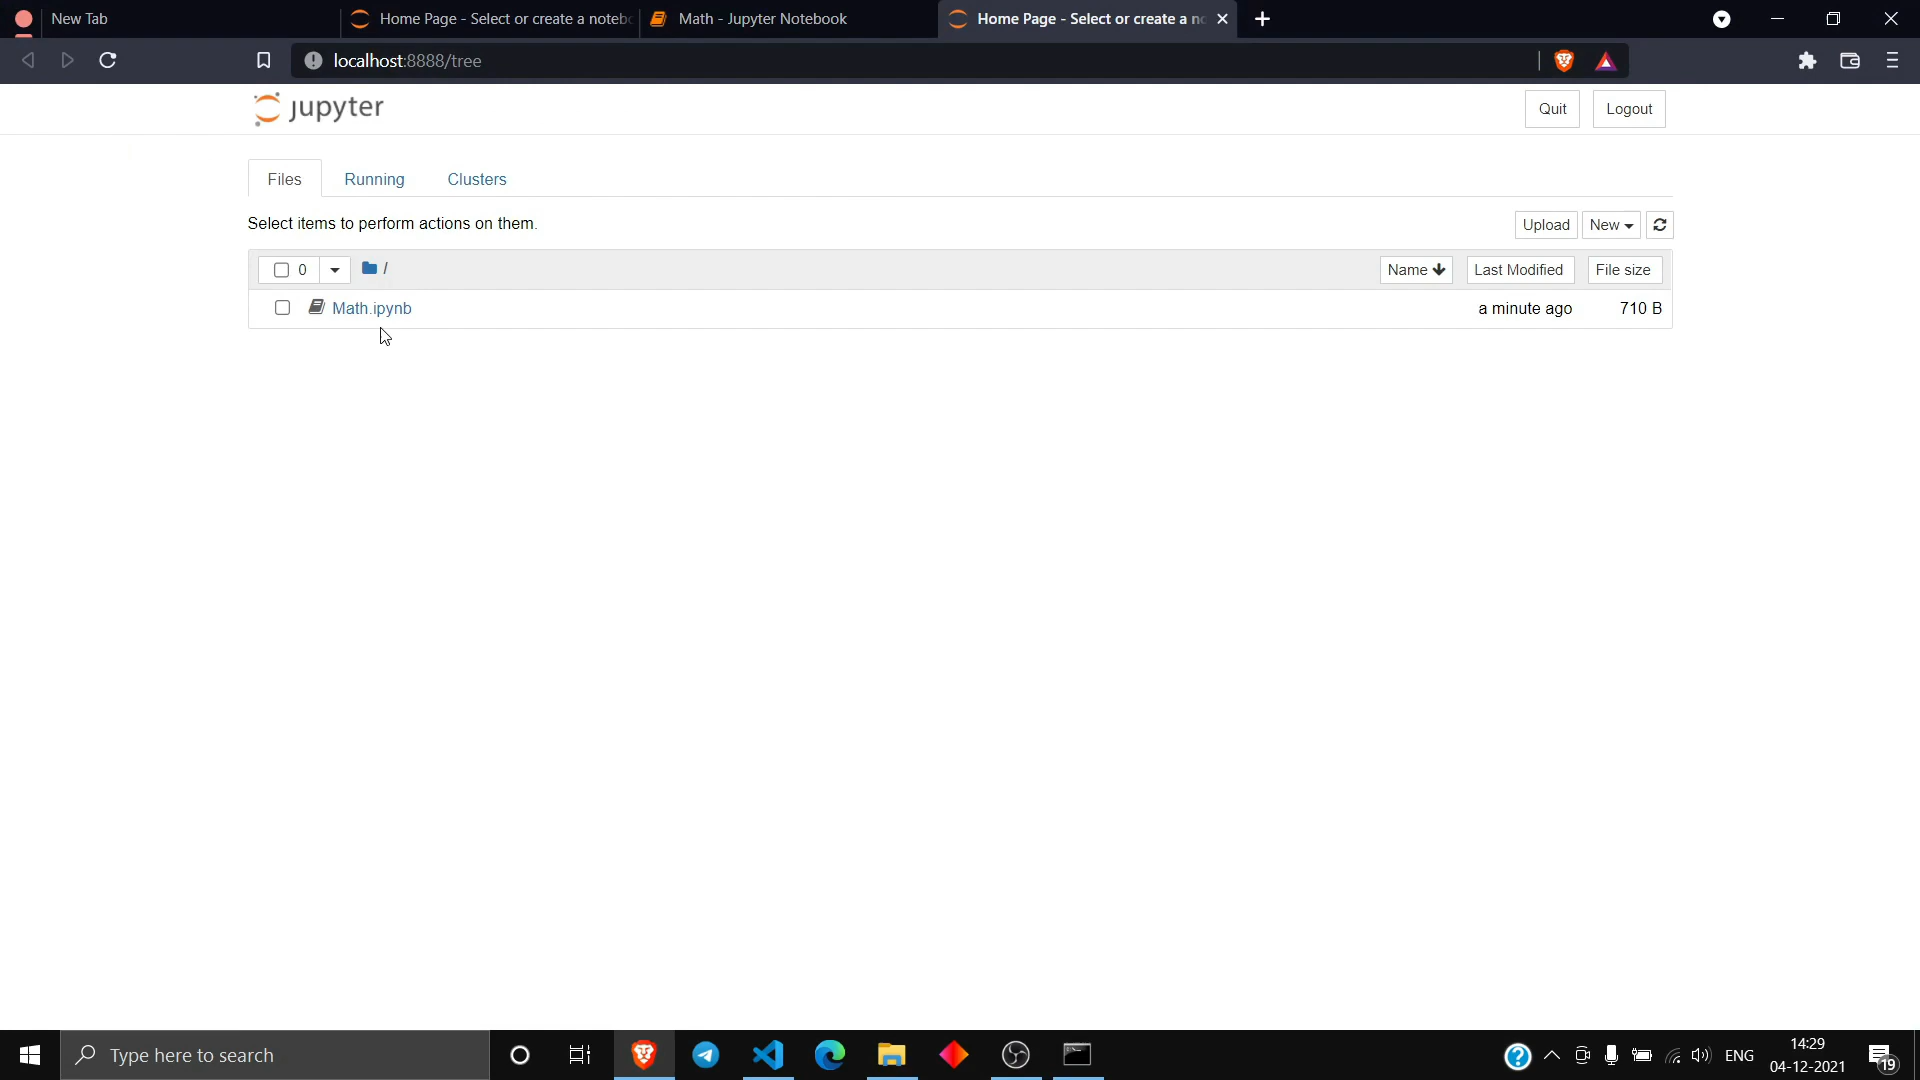 New Tab
Home Page - Select or create a noteb
Math - Jupyter Notebook
Home Page - Select or create a no
localhost:8888/tree
jupyter
Quit
Logout
Files
Running
Clusters
Select items to perform actions on them.
Upload
New
0
/
Name
Last Modified
File size
Math.ipynb
a minute ago
710 B
Type here to search
ENG
14:29
04-12-2021
19